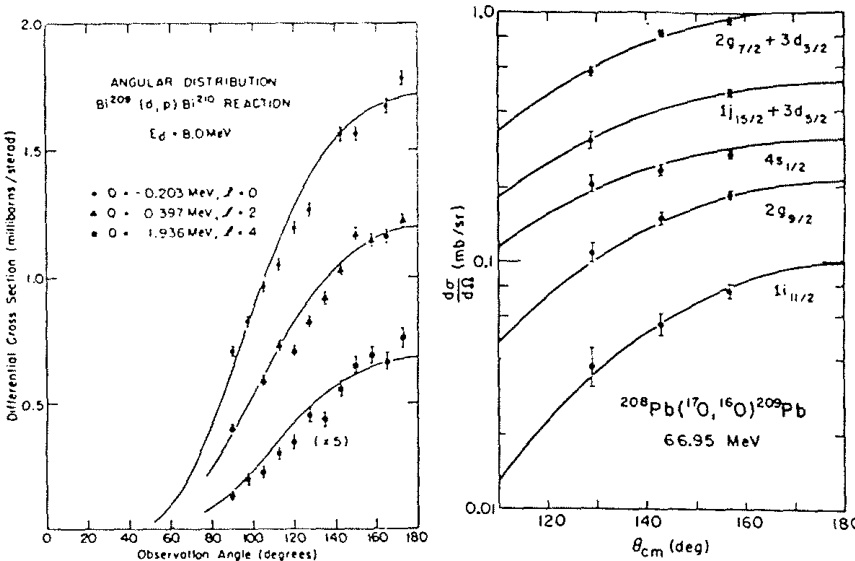 ANGULAR DISTRIBUTION
Bi²⁰⁹ (d, p) Bi²¹⁰ REACTION
εd = 8.0 MeV
• Q = -0.203 MeV, ℓ = 0
▲ Q = 0.397 MeV, ℓ = 2
■ Q = 1.936 MeV, ℓ = 4
(×5)
Differential Cross Section (millibarns/sterad)
2.0
1.5
1.0
0.5
0 20 40 60 80 100 120 140 160 180
Observation Angle (degrees)
1.0
0.1
0.01
dσ/dΩ (mb/sr)
2g7/2 + 3d3/2
1j15/2 + 3d5/2
4s1/2
2g9/2
1i11/2
²⁰⁸Pb(¹⁷O, ¹⁶O)²⁰⁹Pb
66.95 MeV
120 140 160 180
θcm (deg)